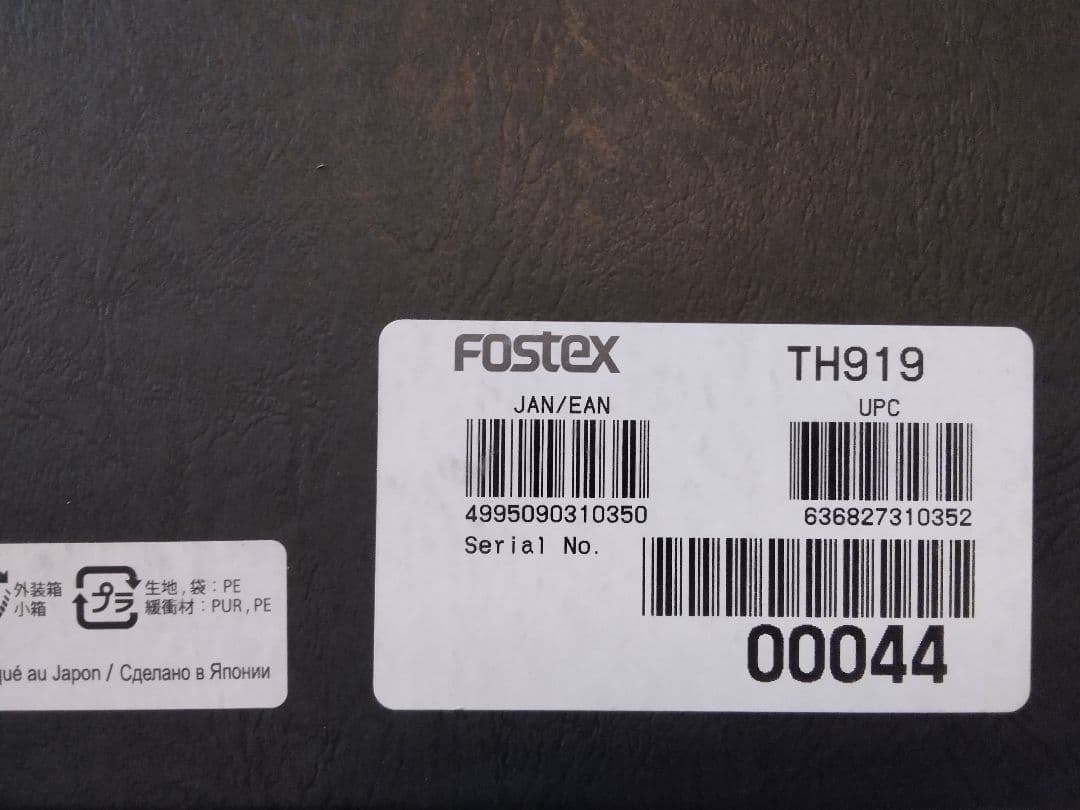 FOSTEX
TH919
JAN/EAN
UPC
4995090310350
636827310352
Serial No.
00044
外装箱
小箱
プラ
生地,袋:PE
緩衝材:PUR,PE
qué au Japon / Сделано в Японии